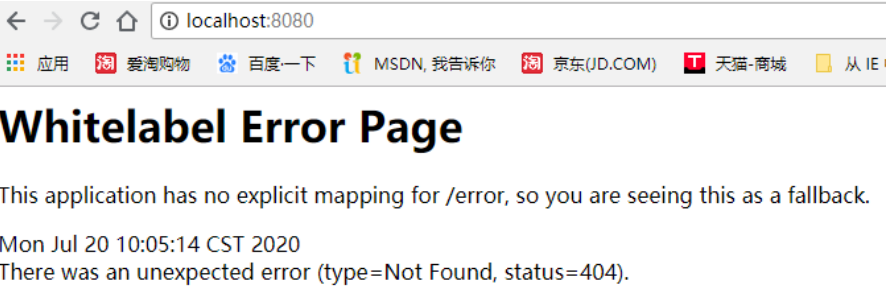 localhost:8080
应用 淘 爱淘购物 百度一下 MSDN, 我告诉你 淘 京东(JD.COM) T 天猫-商城 从 IE
Whitelabel Error Page
This application has no explicit mapping for /error, so you are seeing this as a fallback.
Mon Jul 20 10:05:14 CST 2020
There was an unexpected error (type=Not Found, status=404).